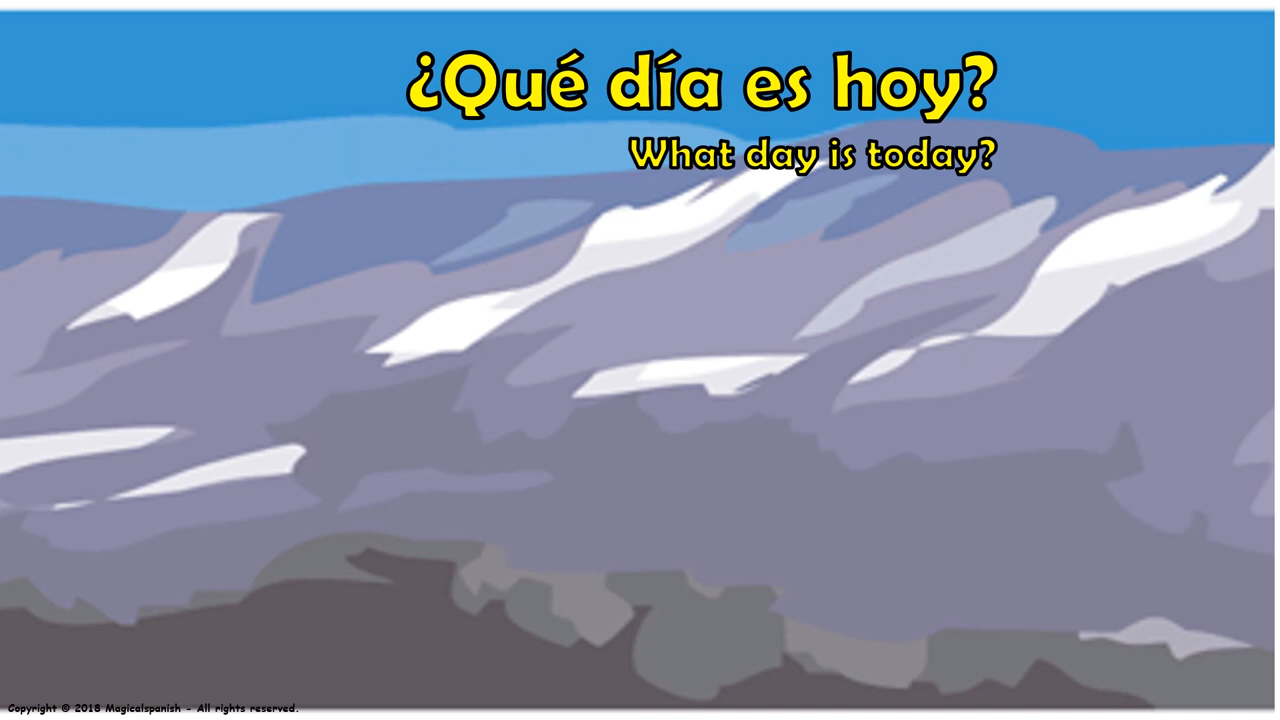 ¿Qué día es hoy?
What day is today?
Copyright © 2018 Magicalspanish - All rights reserved.